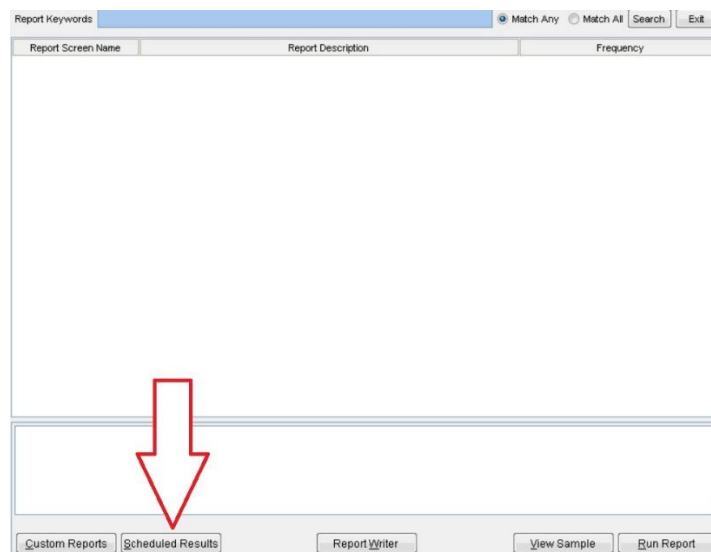 Report Keywords Match Any Match All Search Exit
Report Screen Name Report Description Frequency
Custom Reports Scheduled Results Report Writer View Sample Run Report